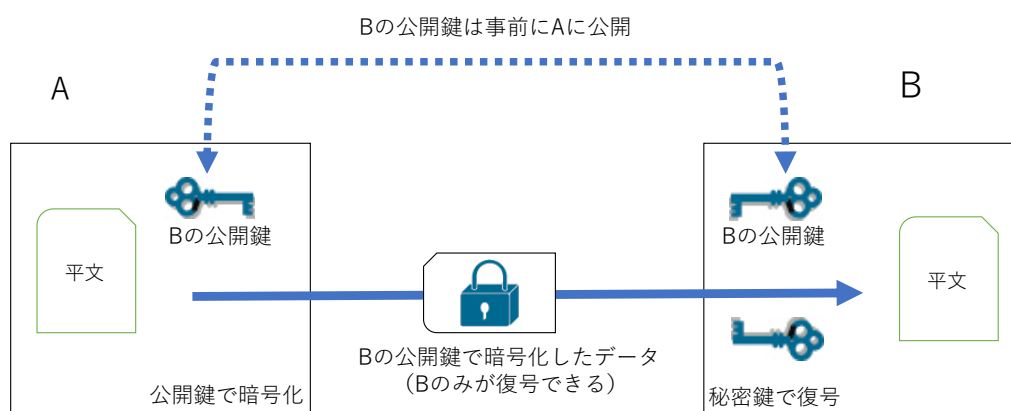 Bの公開鍵は事前にAに公開
A
B
Bの公開鍵
Bの公開鍵
平文
平文
Bの公開鍵で暗号化したデータ
（Bのみが復号できる）
公開鍵で暗号化
秘密鍵で復号